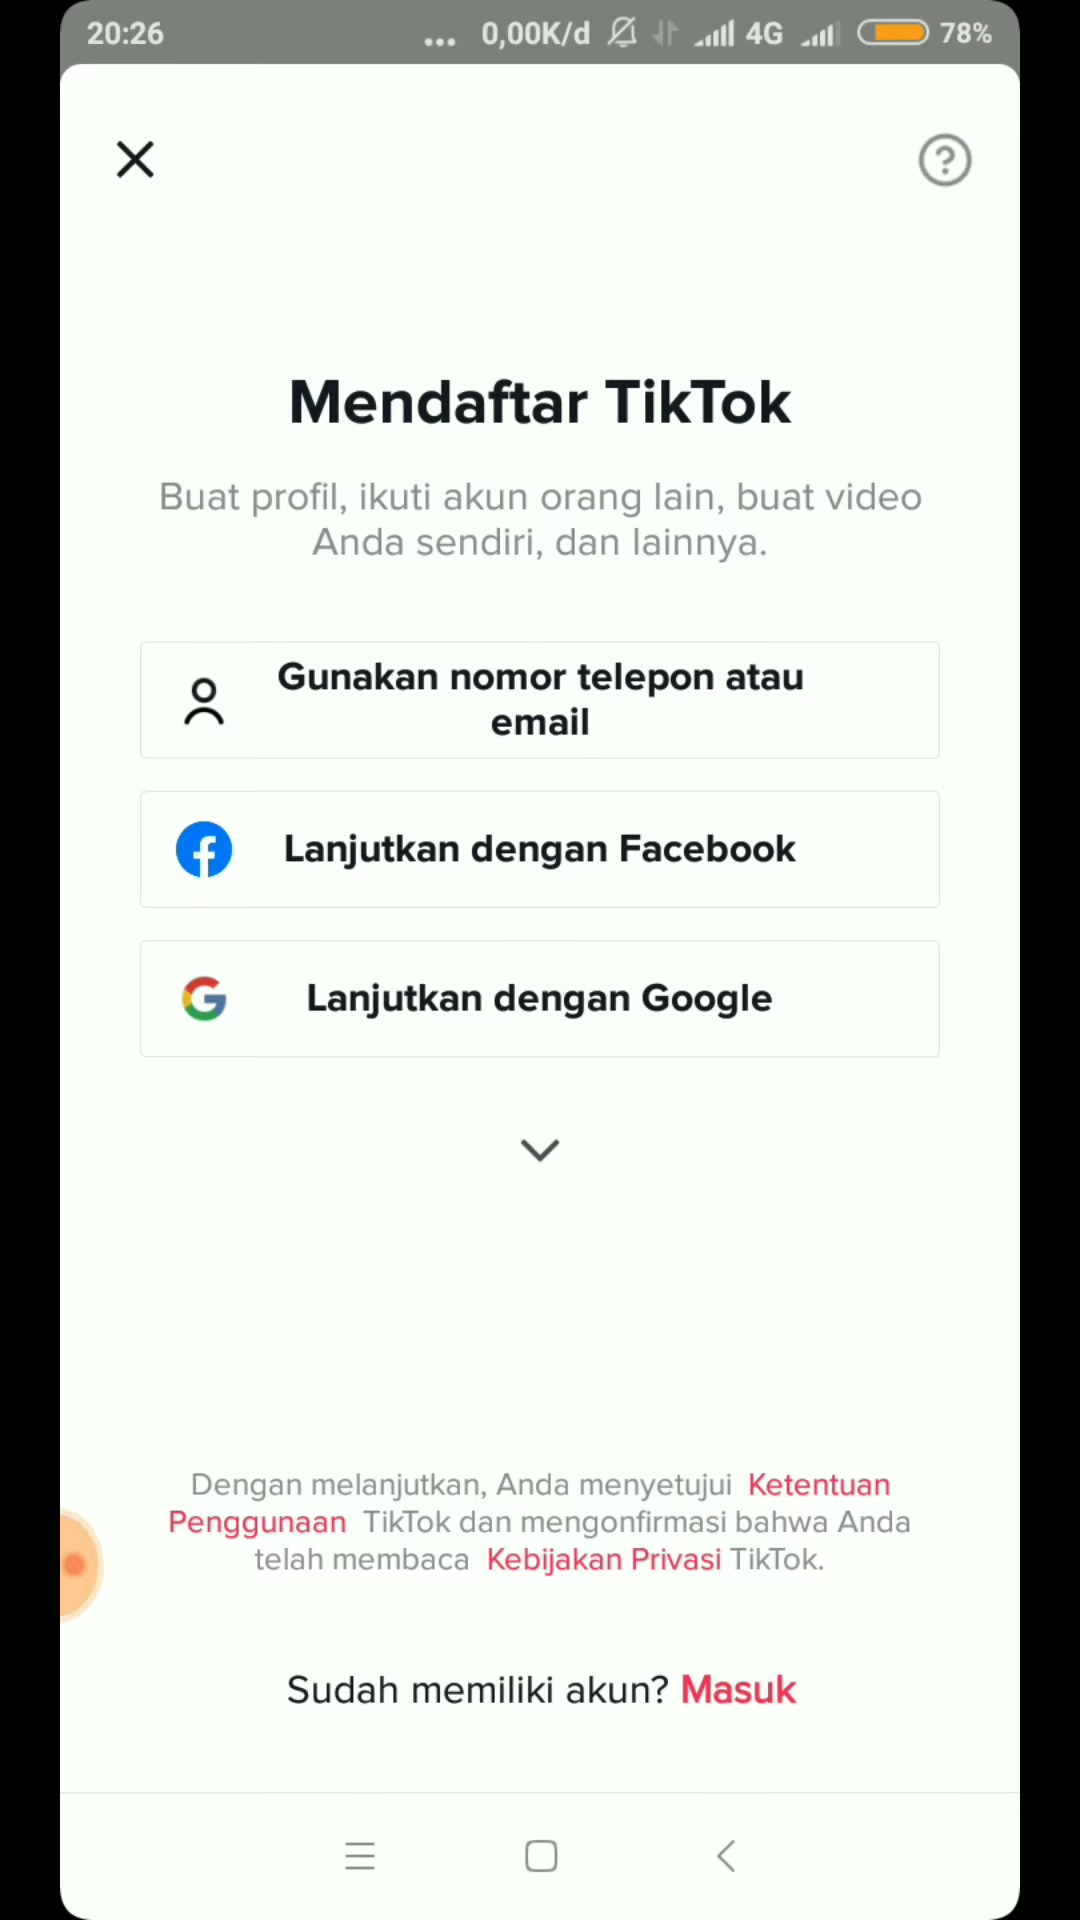 20:26
... 0,00K/d 4G 78%
Mendaftar TikTok
Buat profil, ikuti akun orang lain, buat video
Anda sendiri, dan lainnya.
Gunakan nomor telepon atau
email
Lanjutkan dengan Facebook
Lanjutkan dengan Google
Dengan melanjutkan, Anda menyetujui Ketentuan
Penggunaan TikTok dan mengonfirmasi bahwa Anda
telah membaca Kebijakan Privasi TikTok.
Sudah memiliki akun? Masuk